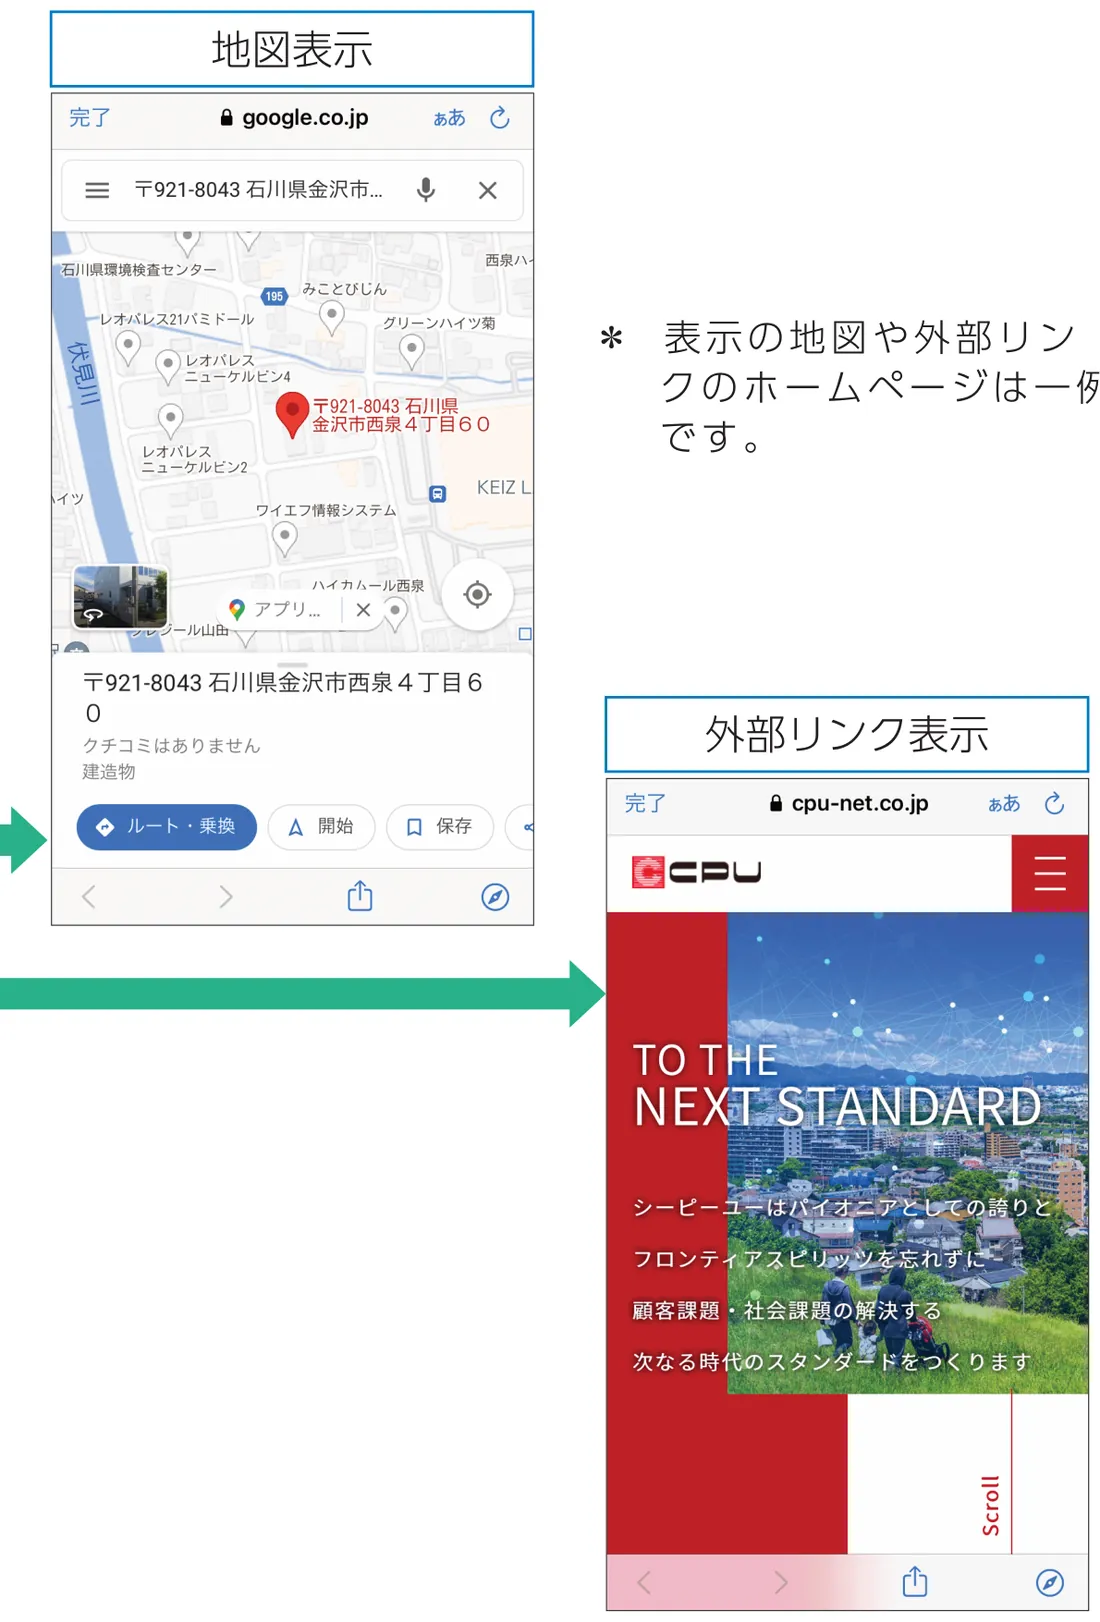 地図表示
完了
google.co.jp
ぁあ
〒921-8043 石川県金沢市...
石川県環境検査センター
西泉ハイ
195
みことびじん
レオパレス21パミドール
グリーンハイツ菊
伏見川
レオパレス
ニューケルビン4
〒921-8043 石川県
金沢市西泉４丁目６０
レオパレス
ニューケルビン2
KEIZ L
ハイツ
ワイエフ情報システム
ハイカムール西泉
アプリ...
クレジール山田
〒921-8043 石川県金沢市西泉４丁目６
０
クチコミはありません
建造物
ルート・乗換
開始
保存
＊ 表示の地図や外部リン
クのホームページは一例
です。
外部リンク表示
完了
cpu-net.co.jp
ぁあ
C CPU
TO THE
NEXT STANDARD
シーピーユーはパイオニアとしての誇りと
フロンティアスピリッツを忘れずに
顧客課題・社会課題の解決する
次なる時代のスタンダードをつくります
Scroll